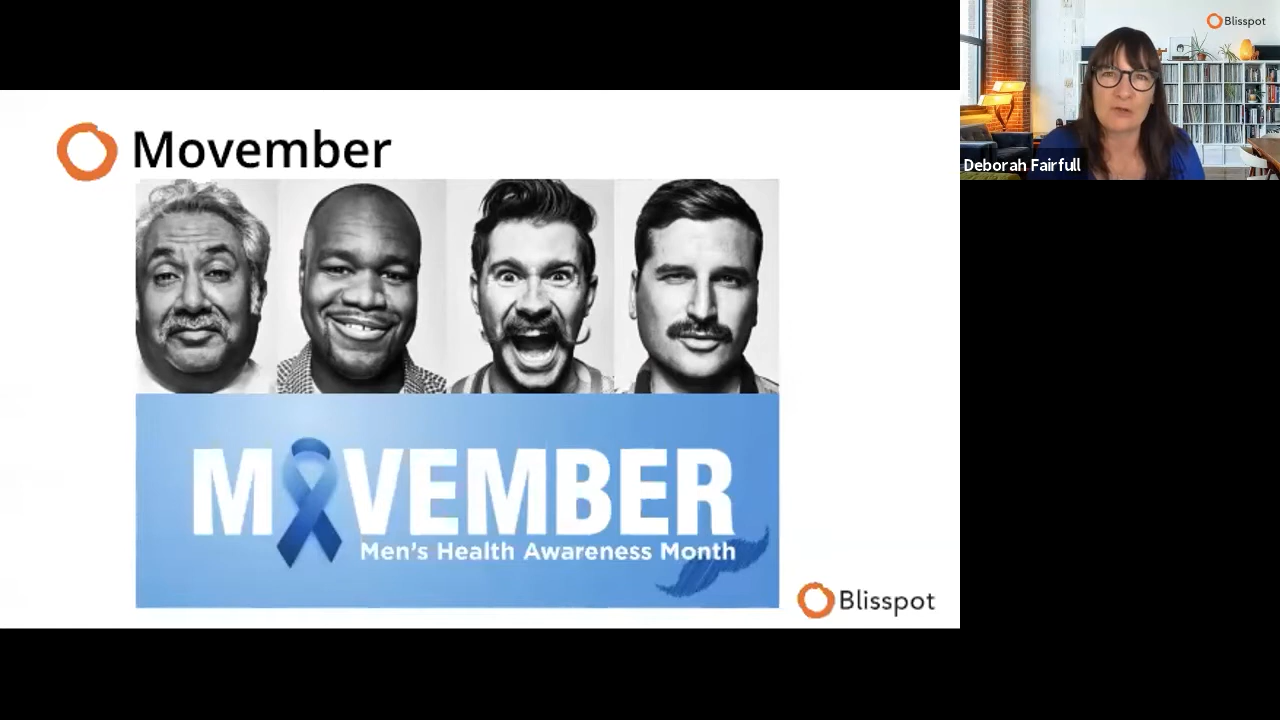 Movember
MOVEMBER
Men's Health Awareness Month
Blisspot
Blisspot
Deborah Fairfull